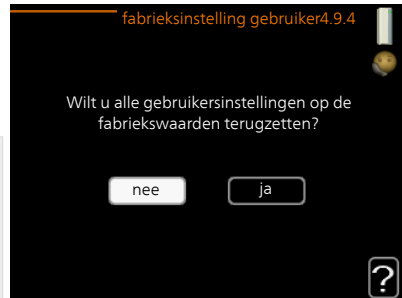 fabrieksinstelling gebruiker4.9.4
Wilt u alle gebruikersinstellingen op de
fabriekswaarden terugzetten?
nee
ja
?